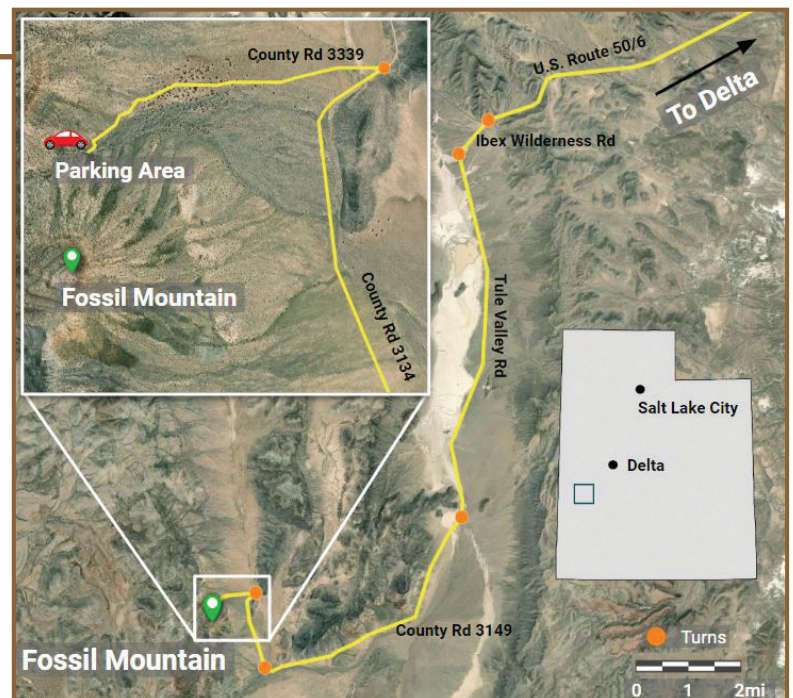 County Rd 3339
U.S. Route 50/6
To Delta
Ibex Wilderness Rd
Parking Area
Fossil Mountain
County Rd 3134
Tule Valley Rd
Salt Lake City
Delta
County Rd 3149
Turns
Fossil Mountain
0 1 2mi